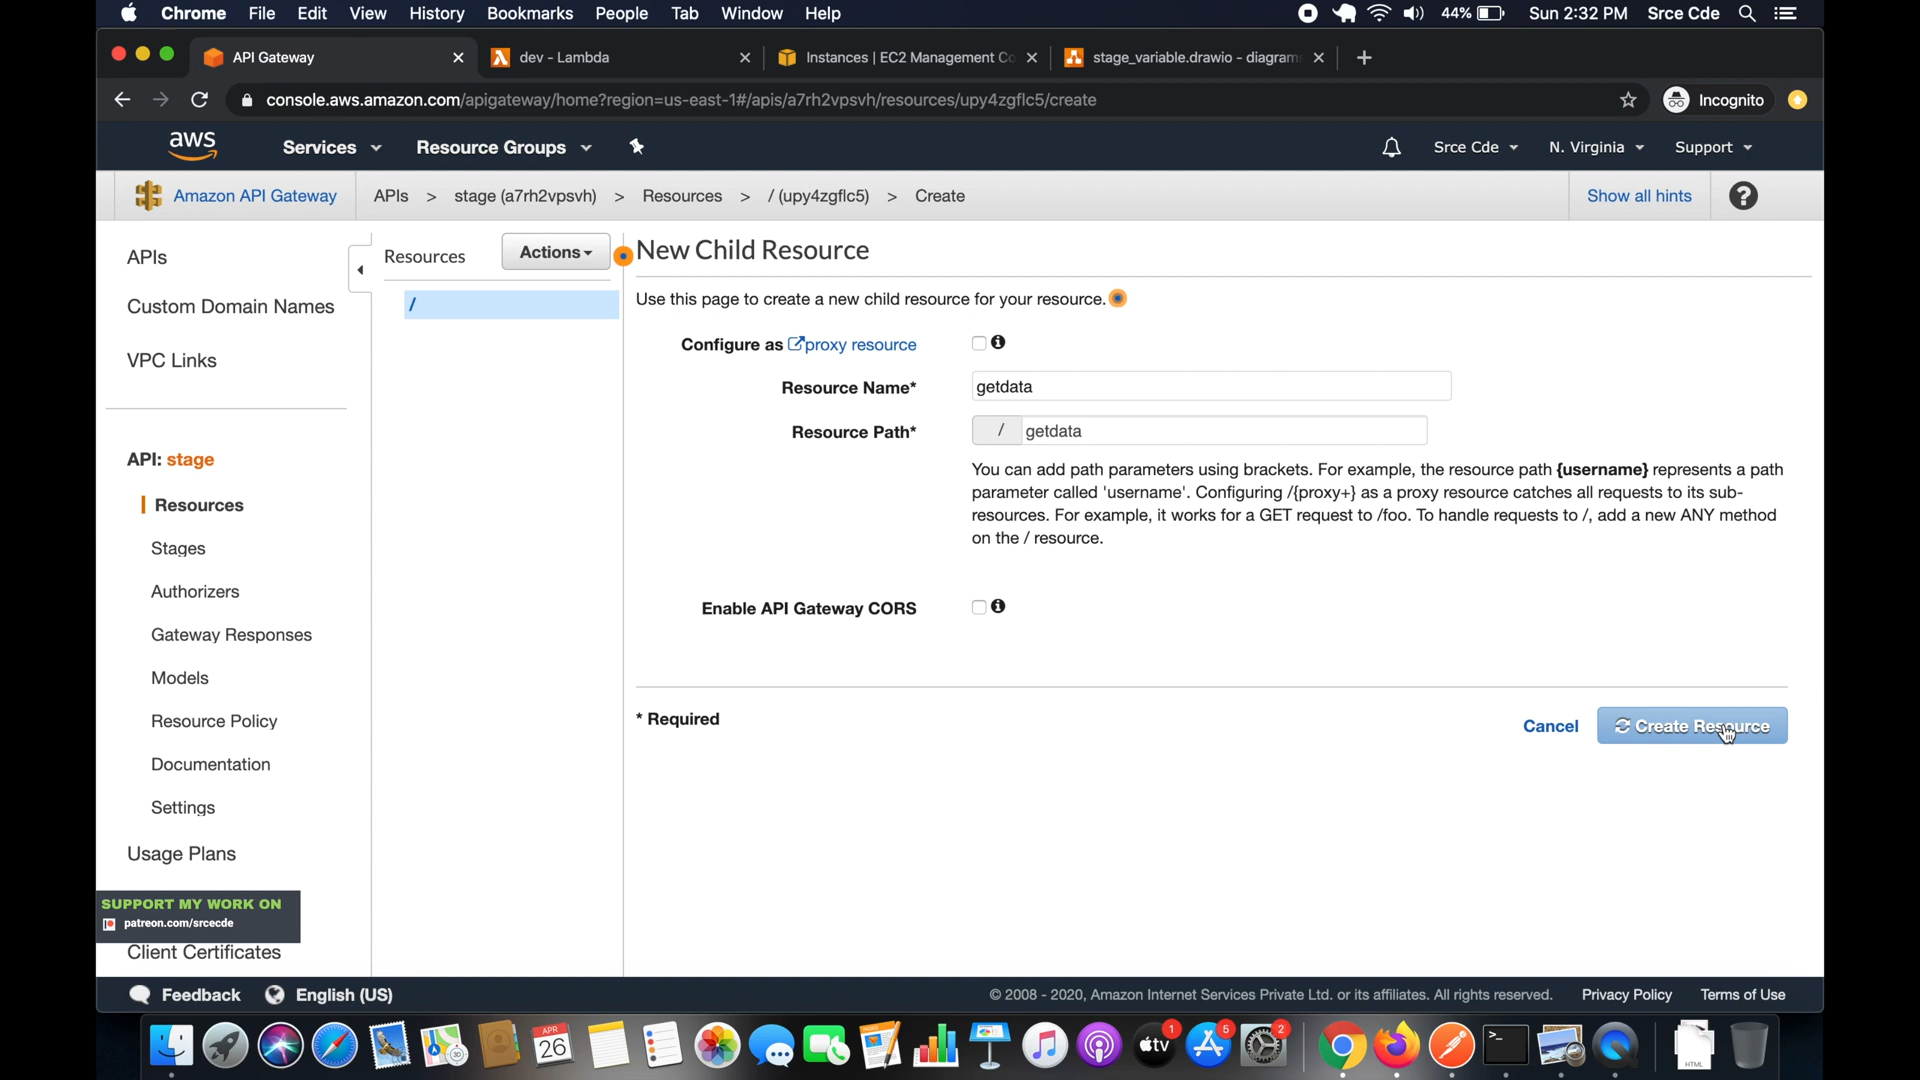 Chrome File Edit View History Bookmarks People Tab Window Help 44% Sun 2:32 PM Srce Cde
API Gateway dev - Lambda Instances | EC2 Management Co stage_variable.drawio - diagrams
console.aws.amazon.com/apigateway/home?region=us-east-1#/apis/a7rh2vpsvh/resources/upy4zgflc5/create Incognito
aws Services Resource Groups Srce Cde N. Virginia Support
Amazon API Gateway APIs > stage (a7rh2vpsvh) > Resources > / (upy4zgflc5) > Create Show all hints ?
APIs
Custom Domain Names
VPC Links
API: stage
Resources
Stages
Authorizers
Gateway Responses
Models
Resource Policy
Documentation
Settings
Usage Plans
SUPPORT MY WORK ON
patreon.com/srcecde
Client Certificates
Resources Actions
/
New Child Resource
Use this page to create a new child resource for your resource.
Configure as proxy resource
Resource Name* getdata
Resource Path* / getdata
You can add path parameters using brackets. For example, the resource path {username} represents a path
parameter called 'username'. Configuring /{proxy+} as a proxy resource catches all requests to its sub-
resources. For example, it works for a GET request to /foo. To handle requests to /, add a new ANY method
on the / resource.
Enable API Gateway CORS
* Required
Cancel Create Resource
Feedback English (US) © 2008 - 2020, Amazon Internet Services Private Ltd. or its affiliates. All rights reserved. Privacy Policy Terms of Use
APR
26
tv 1 5 2
HTML